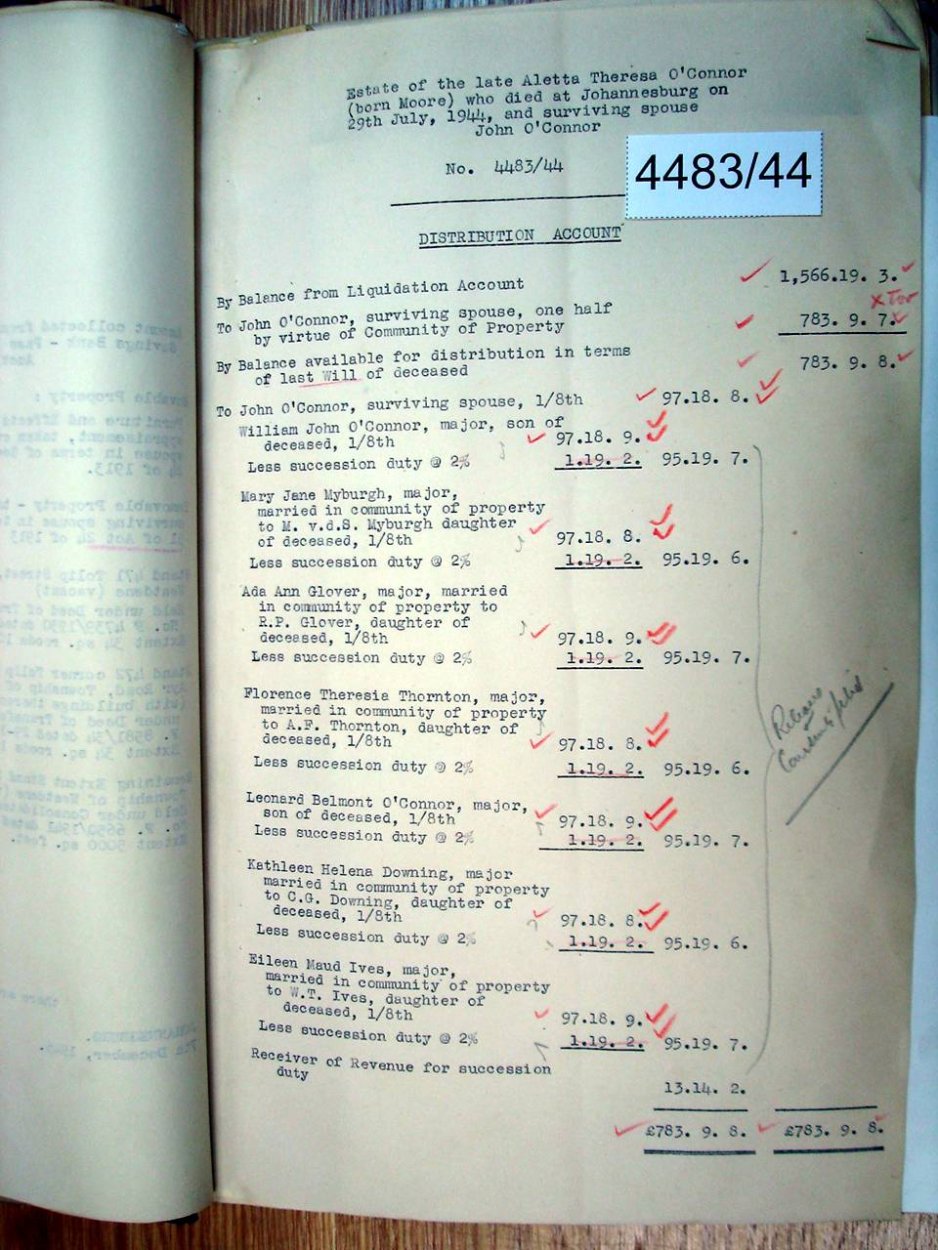 Estate of the late Aletta Theresa O'Connor
(born Moore) who died at Johannesburg on
29th July, 1944, and surviving spouse
John O'Connor
No. 4483/44
4483/44
DISTRIBUTION ACCOUNT
By Balance from Liquidation Account 1,566.19. 3.
To John O'Connor, surviving spouse, one half
by virtue of Community of Property 783. 9. 7.
By Balance available for distribution in terms
of last Will of deceased 783. 9. 8.
To John O'Connor, surviving spouse, 1/8th 97.18. 8.
William John O'Connor, major, son of
deceased, 1/8th 97.18. 9.
Less succession duty @ 2% 1.19. 2. 95.19. 7.
Mary Jane Myburgh, major,
married in community of property
to M. v.d.S. Myburgh daughter
of deceased, 1/8th 97.18. 8.
Less succession duty @ 2% 1.19. 2. 95.19. 6.
Ada Ann Glover, major, married
in community of property to
R.P. Glover, daughter of
deceased, 1/8th 97.18. 9.
Less succession duty @ 2% 1.19. 2. 95.19. 7.
Florence Theresia Thornton, major,
married in community of property
to A.F. Thornton, daughter of
deceased, 1/8th 97.18. 8.
Less succession duty @ 2% 1.19. 2. 95.19. 6.
Leonard Belmont O'Connor, major,
son of deceased, 1/8th 97.18. 9.
Less succession duty @ 2% 1.19. 2. 95.19. 7.
Kathleen Helena Downing, major
married in community of property
to C.G. Downing, daughter of
deceased, 1/8th 97.18. 8.
Less succession duty @ 2% 1.19. 2. 95.19. 6.
Eileen Maud Ives, major,
married in community of property
to W.T. Ives, daughter of
deceased, 1/8th 97.18. 9.
Less succession duty @ 2% 1.19. 2. 95.19. 7.
Receiver of Revenue for succession
duty 13.14. 2.
£783. 9. 8. £783. 9. 8.